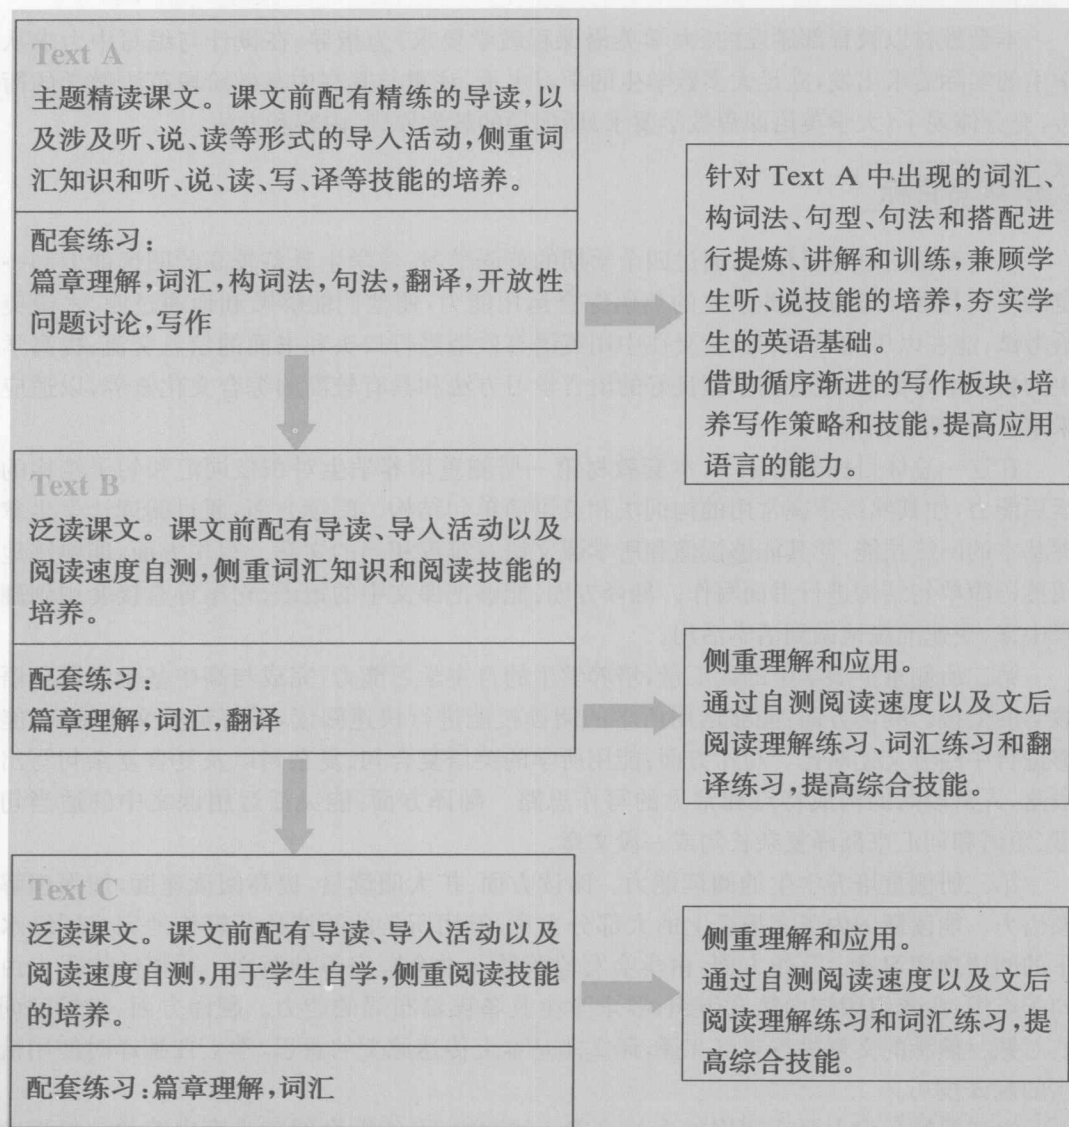 Text A
主题精读课文。课文前配有精练的导读,以
及涉及听、说、读等形式的导入活动,侧重词
汇知识和听、说、读、写、译等技能的培养。
配套练习:
篇章理解,词汇,构词法,句法,翻译,开放性
问题讨论,写作
针对 Text A 中出现的词汇、
构词法、句型、句法和搭配进
行提炼、讲解和训练,兼顾学
生听、说技能的培养,夯实学
生的英语基础。
借助循序渐进的写作板块,培
养写作策略和技能,提高应用
语言的能力。
Text B
泛读课文。课文前配有导读、导入活动以及
阅读速度自测,侧重词汇知识和阅读技能的
培养。
配套练习:
篇章理解,词汇,翻译
侧重理解和应用。
通过自测阅读速度以及文后
阅读理解练习、词汇练习和翻
译练习,提高综合技能。
Text C
泛读课文。课文前配有导读、导入活动以及
阅读速度自测,用于学生自学,侧重阅读技能
的培养。
配套练习:篇章理解,词汇
侧重理解和应用。
通过自测阅读速度以及文后
阅读理解练习和词汇练习,提
高综合技能。